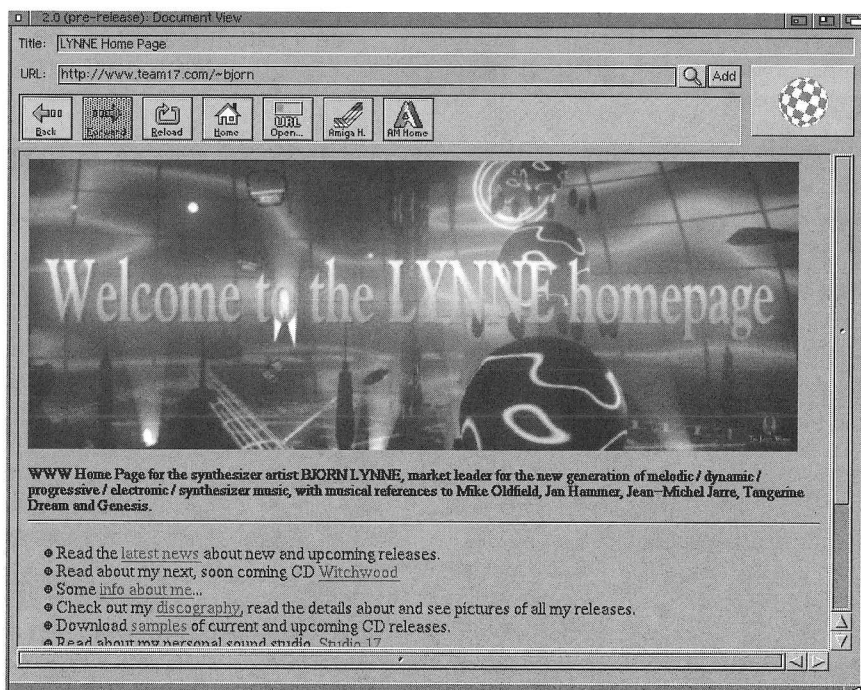 2.0 (pre-release): Document View
Title: LYNNE Home Page
URL: http://www.team17.com/~bjorn Add
Back Forward Reload Home URL Open... Amiga H. AM Home
Welcome to the LYNNE homepage
WWW Home Page for the synthesizer artist BJORN LYNNE, market leader for the new generation of melodic / dynamic /
progressive / electronic / synthesizer music, with musical references to Mike Oldfield, Jan Hammer, Jean-Michel Jarre, Tangerine
Dream and Genesis.
Read the latest news about new and upcoming releases.
Read about my next, soon coming CD Witchwood
Some info about me...
Check out my discography, read the details about and see pictures of all my releases.
Download samples of current and upcoming CD releases.
Read about my personal sound studio, Studio 17